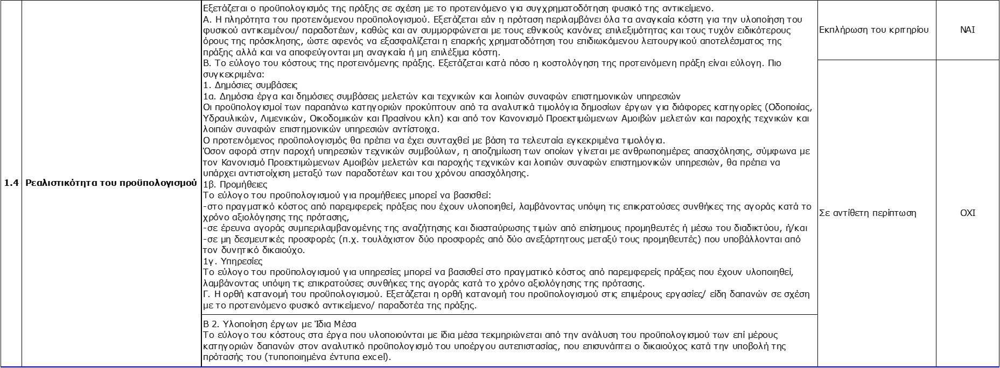 1.4
Ρεαλιστικότητα του προϋπολογισμού
Εξετάζεται ο προϋπολογισμός της πράξης σε σχέση με το προτεινόμενο για συγχρηματοδότηση φυσικό της αντικείμενο.
Α. Η πληρότητα του προτεινόμενου προϋπολογισμού. Εξετάζεται εάν η πρόταση περιλαμβάνει όλα τα αναγκαία κόστη για την υλοποίηση του
φυσικού αντικειμένου/ παραδοτέων, καθώς και αν συμμορφώνεται με τους εθνικούς κανόνες επιλεξιμότητας και τους τυχόν ειδικότερους
όρους της πρόσκλησης, ώστε αφενός να εξασφαλίζεται η επαρκής χρηματοδότηση του επιδιωκόμενου λειτουργικού αποτελέσματος της
πράξης αλλά και να αποφεύγονται μη αναγκαία ή μη επιλέξιμα κόστη.
Β. Το εύλογο του κόστους της προτεινόμενης πράξης. Εξετάζεται κατά πόσο η κοστολόγηση της προτεινόμενη πράξη είναι εύλογη. Πιο
συγκεκριμένα:
1. Δημόσιες συμβάσεις
1α. Δημόσια έργα και δημόσιες συμβάσεις μελετών και τεχνικών και λοιπών συναφών επιστημονικών υπηρεσιών
Οι προϋπολογισμοί των παραπάνω κατηγοριών προκύπτουν από τα αναλυτικά τιμολόγια δημοσίων έργων για διάφορες κατηγορίες (Οδοποιίας,
Υδραυλικών, Λιμενικών, Οικοδομικών και Πρασίνου κλπ) και από τον Κανονισμό Προεκτιμώμενων Αμοιβών μελετών και παροχής τεχνικών και
λοιπών συναφών επιστημονικών υπηρεσιών αντίστοιχα.
Ο προτεινόμενος προϋπολογισμός θα πρέπει να έχει συνταχθεί με βάση τα τελευταία εγκεκριμένα τιμολόγια.
Όσον αφορά στην παροχή υπηρεσιών τεχνικών συμβούλων, η αποζημίωση των οποίων γίνεται με ανθρωποημέρες απασχόλησης, σύμφωνα με
τον Κανονισμό Προεκτιμώμενων Αμοιβών μελετών και παροχής τεχνικών και λοιπών συναφών επιστημονικών υπηρεσιών, θα πρέπει να
υπάρχει αντιστοίχιση μεταξύ των παραδοτέων και του χρόνου απασχόλησης.
1β. Προμήθειες
Το εύλογο του προϋπολογισμού για προμήθειες μπορεί να βασισθεί:
-στο πραγματικό κόστος από παρεμφερείς πράξεις που έχουν υλοποιηθεί, λαμβάνοντας υπόψη τις επικρατούσες συνθήκες της αγοράς κατά το
χρόνο αξιολόγησης της πρότασης,
-σε έρευνα αγοράς συμπεριλαμβανομένης της αναζήτησης και διασταύρωσης τιμών από επίσημους προμηθευτές ή μέσω του διαδικτύου, ή/και
-σε μη δεσμευτικές προσφορές (π.χ. τουλάχιστον δύο προσφορές από δύο ανεξάρτητους μεταξύ τους προμηθευτές) που υποβάλλονται από
τον δυνητικό δικαιούχο.
1γ. Υπηρεσίες
Το εύλογο του προϋπολογισμού για υπηρεσίες μπορεί να βασισθεί στο πραγματικό κόστος από παρεμφερείς πράξεις που έχουν υλοποιηθεί,
λαμβάνοντας υπόψη τις επικρατούσες συνθήκες της αγοράς κατά το χρόνο αξιολόγησης της πρότασης.
Γ. Η ορθή κατανομή του προϋπολογισμού. Εξετάζεται η ορθή κατανομή του προϋπολογισμού στις επιμέρους εργασίες/ είδη δαπανών σε σχέση
με το προτεινόμενο φυσικό αντικείμενο/ παραδοτέα της πράξης.
Β 2. Υλοποίηση έργων με Ίδια Μέσα
Το εύλογο του κόστους στα έργα που υλοποιούνται με ίδια μέσα τεκμηριώνεται από την ανάλυση του προϋπολογισμού των επί μέρους
κατηγοριών δαπανών στον αναλυτικό προϋπολογισμό του υποέργου αυτεπιστασίας, που επισυνάπτει ο δικαιούχος κατά την υποβολή της
πρότασής του (τυποποιημένα έντυπα excel).
Εκπλήρωση του κριτηρίου
ΝΑΙ
Σε αντίθετη περίπτωση
ΟΧΙ